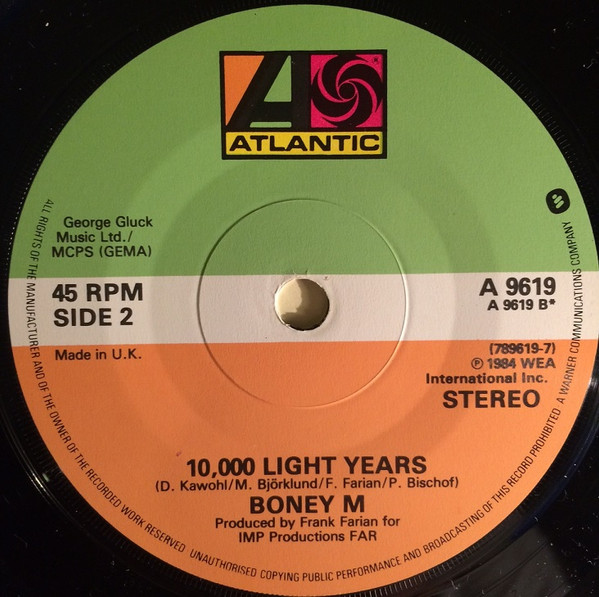 ATLANTIC
George Gluck
Music Ltd./
MCPS (GEMA)
45 RPM
SIDE 2
A 9619
A 9619 B*
Made in U.K.
(789619-7)
℗ 1984 WEA
International Inc.
STEREO
10,000 LIGHT YEARS
(D. Kawohl/M. Björklund/F. Farian/P. Bischof)
BONEY M
Produced by Frank Farian for
IMP Productions FAR
ALL RIGHTS OF THE MANUFACTURER AND OF THE OWNER OF THE RECORDED WORK RESERVED UNAUTHORISED COPYING PUBLIC PERFORMANCE AND BROADCASTING OF THIS RECORD PROHIBITED A WARNER COMMUNICATIONS COMPANY